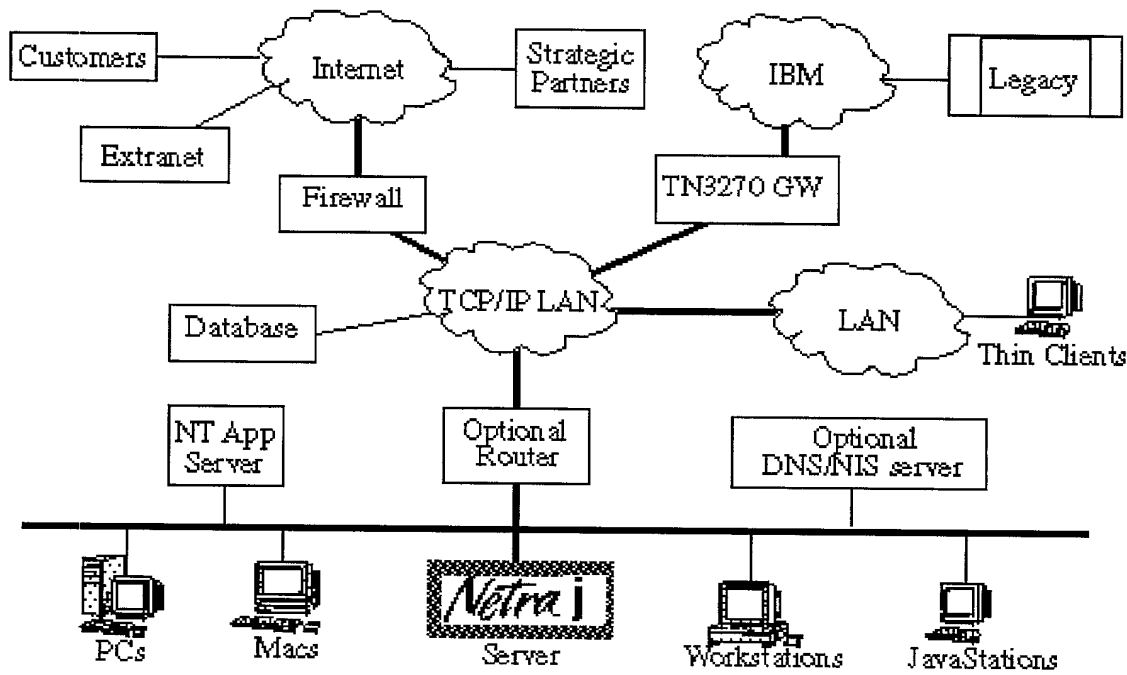 Customers
Internet
Strategic
Partners
IBM
Legacy
Extranet
Firewall
TN3270 GW
TCP/IP LAN
Database
LAN
Thin Clients
NT App
Server
Optional
Router
Optional
DNS/NIS server
PCs
Macs
Netra j
Server
Workstations
JavaStations